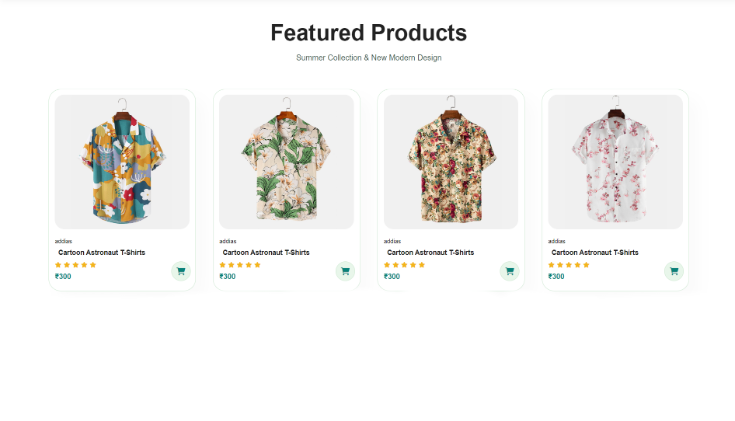 Featured Products
Summer Collection & New Modern Design
addias
Cartoon Astronaut T-Shirts
₹300
addias
Cartoon Astronaut T-Shirts
₹300
addias
Cartoon Astronaut T-Shirts
₹300
addias
Cartoon Astronaut T-Shirts
₹300